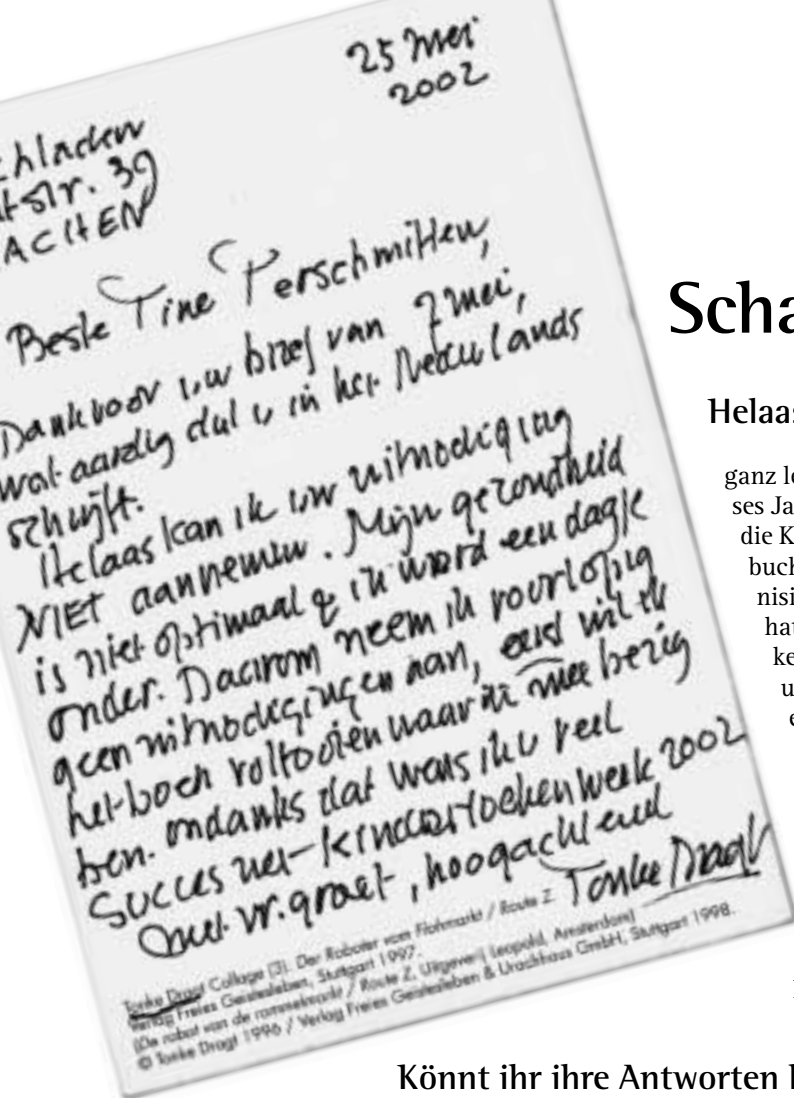 25 mei
2002
chladen
tstr. 39
ACHEN
Beste Tine Perschmitten,
Dank voor uw brief van 7 mei,
wat aardig dat u in het Nederlands
schrijft.
Helaas kan ik uw uitnodiging
NIET aannemen. Mijn gezondheid
is niet optimaal & ik word een dagje
ouder. Daarom neem ik voorlopig
geen uitnodigingen aan, eerst wil ik
het boek voltooien waar ik mee bezig
ben. ondanks dat wens ik u veel
succes met kinderboekenweek 2002
met vr. groet, hoogachtend
Tonke Dragt
Tonke Dragt Collage (3). Der Roboter vom Flohmarkt / Route Z.
Verlag Freies Geistesleben, Stuttgart 1997.
(De robot van de rommelmarkt / Route Z, Uitgeverij Leopold, Amsterdam)
© Tonke Dragt 1996 / Verlag Freies Geistesleben & Urachhaus GmbH, Stuttgart 1998.
Scha
Helaas
ganz le
ses Ja
die K
buch
nisi
hat
ke
u
e
Könnt ihr ihre Antworten l